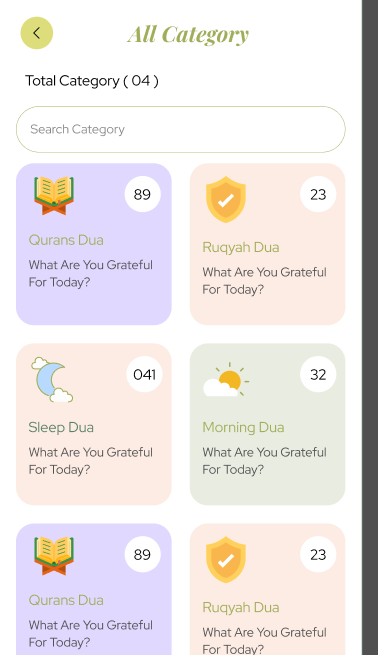 All Category
Total Category ( 04 )
Search Category
89
Qurans Dua
What Are You Grateful
For Today?
23
Ruqyah Dua
What Are You Grateful
For Today?
041
Sleep Dua
What Are You Grateful
For Today?
32
Morning Dua
What Are You Grateful
For Today?
89
Qurans Dua
What Are You Grateful
For Today?
23
Ruqyah Dua
What Are You Grateful
For Today?